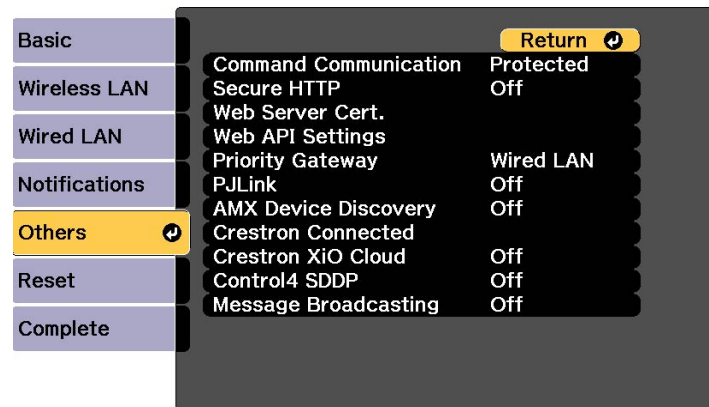 Basic
Wireless LAN
Wired LAN
Notifications
Others
Reset
Complete
Return
Command Communication Protected
Secure HTTP Off
Web Server Cert.
Web API Settings
Priority Gateway Wired LAN
PJLink Off
AMX Device Discovery Off
Crestron Connected
Crestron XiO Cloud Off
Control4 SDDP Off
Message Broadcasting Off